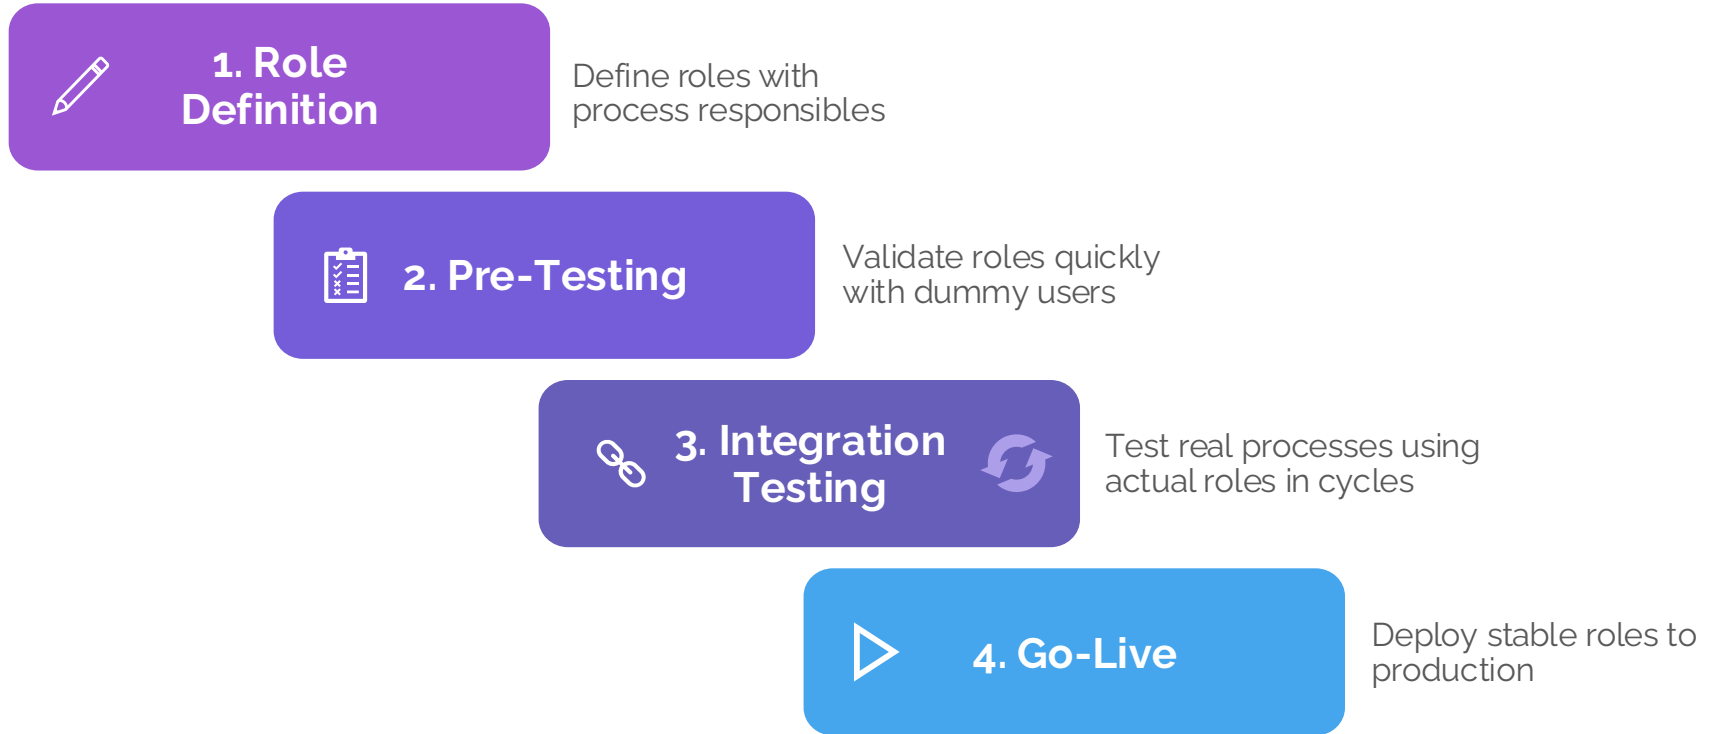 1. Role
Definition
Define roles with
process responsibles
2. Pre-Testing
Validate roles quickly
with dummy users
3. Integration
Testing
Test real processes using
actual roles in cycles
4. Go-Live
Deploy stable roles to
production